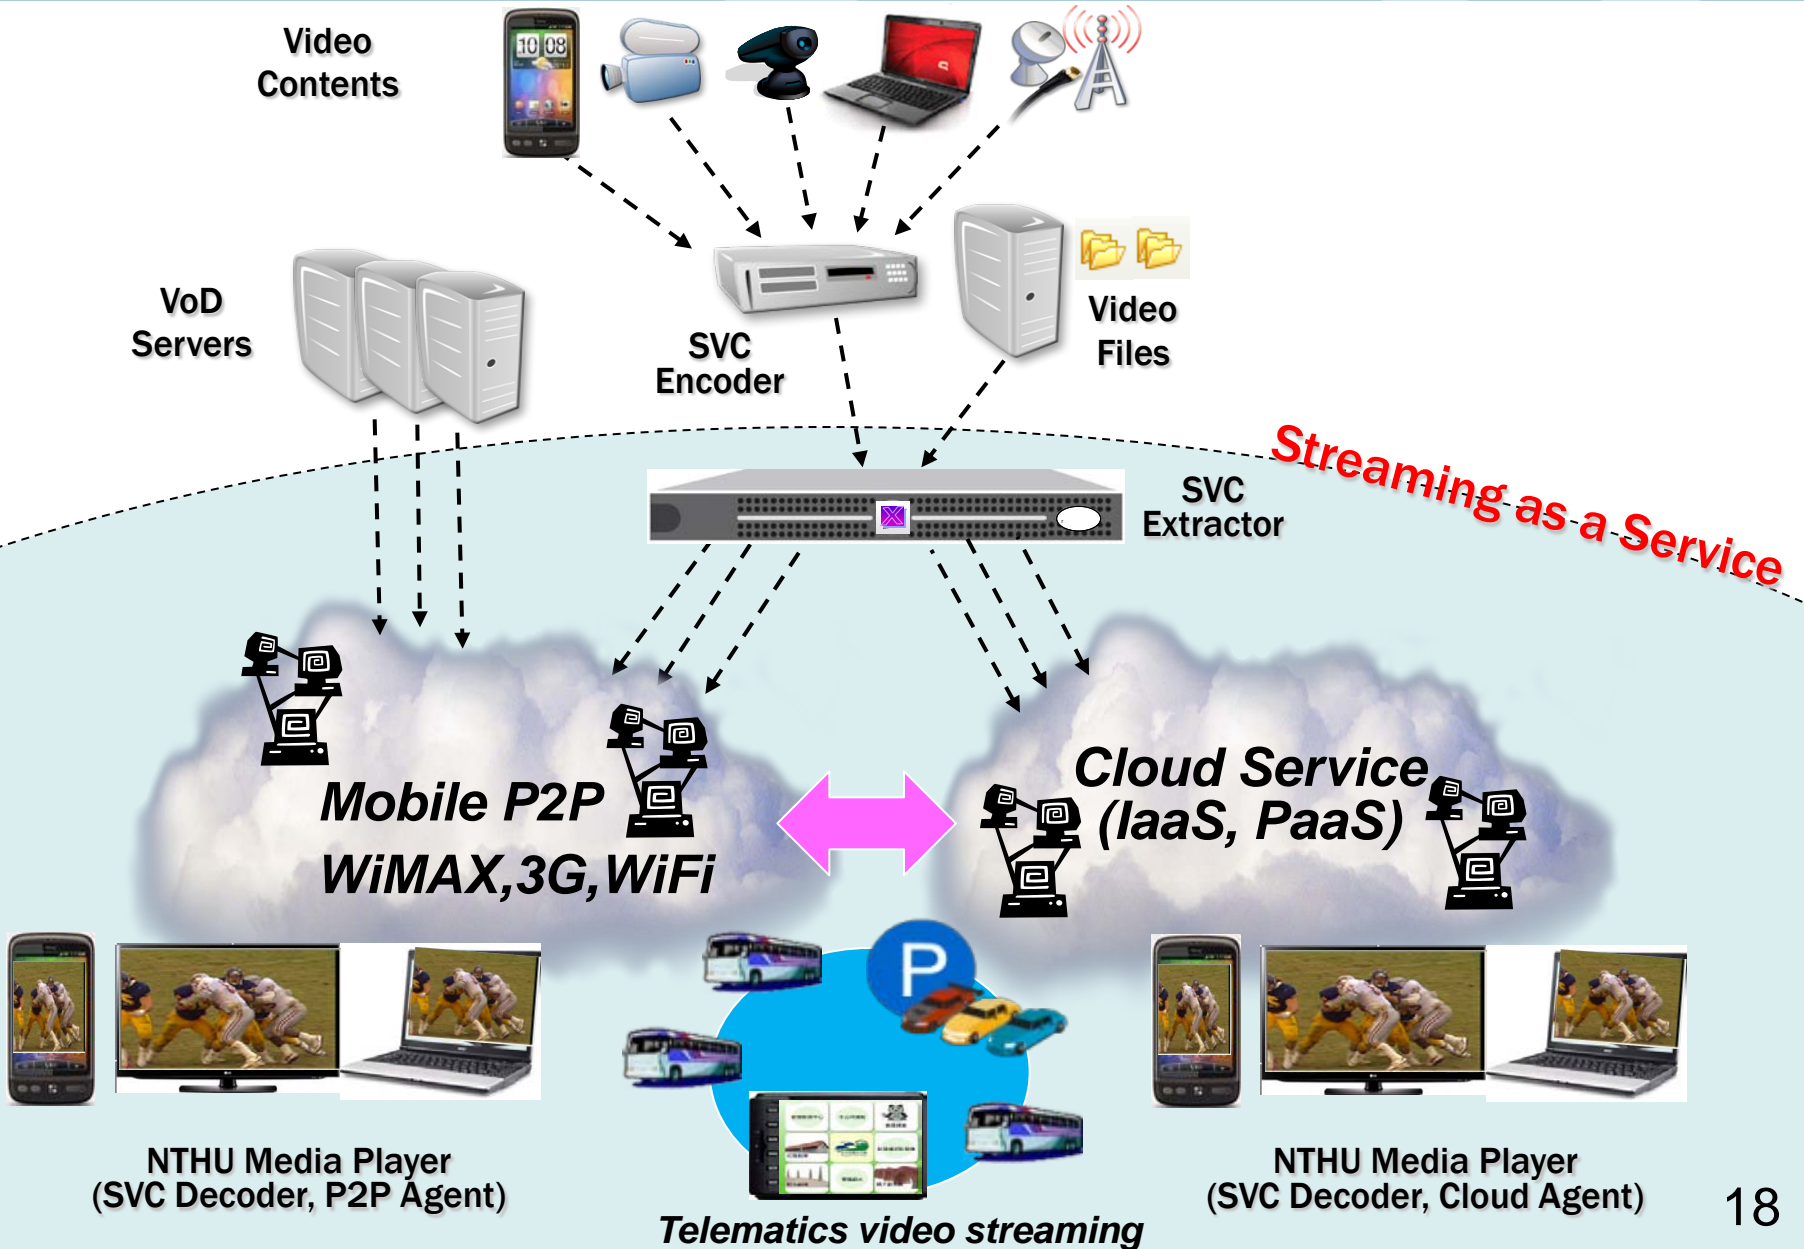 Video
Contents
10 08
VoD
Servers
SVC
Encoder
Video
Files
SVC
Extractor
Streaming as a Service
Mobile P2P
WiMAX,3G,WiFi
Cloud Service
(IaaS, PaaS)
P
NTHU Media Player
(SVC Decoder, P2P Agent)
Telematics video streaming
NTHU Media Player
(SVC Decoder, Cloud Agent)
18